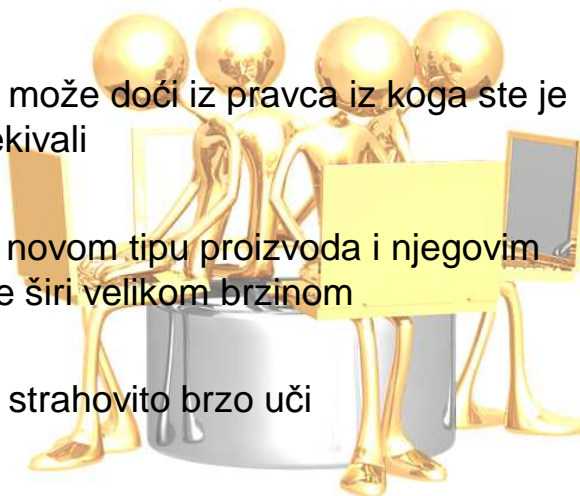 može doći iz pravca iz koga ste je
ekivali
novom tipu proizvoda i njegovim
e širi velikom brzinom
strahovito brzo uči